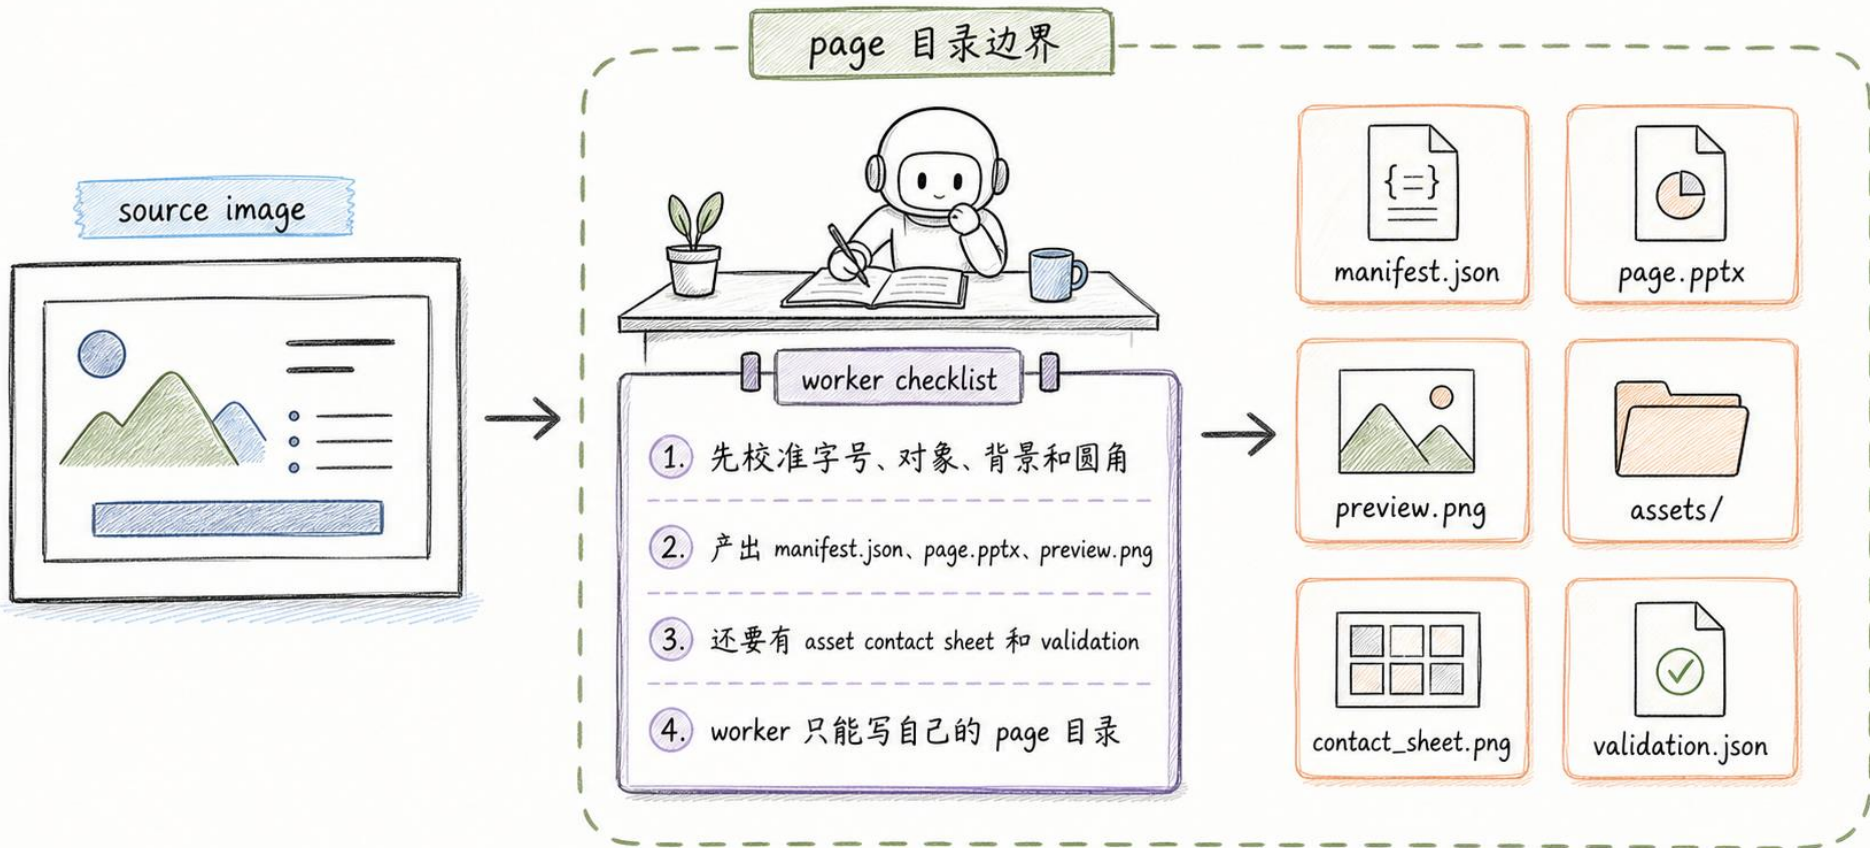 page 目录边界
source image
worker checklist
1. 先校准字号、对象、背景和圆角
2. 产出 manifest.json、page.pptx、preview.png
3. 还要有 asset contact sheet 和 validation
4. worker 只能写自己的 page 目录
manifest.json
page.pptx
preview.png
assets/
contact_sheet.png
validation.json